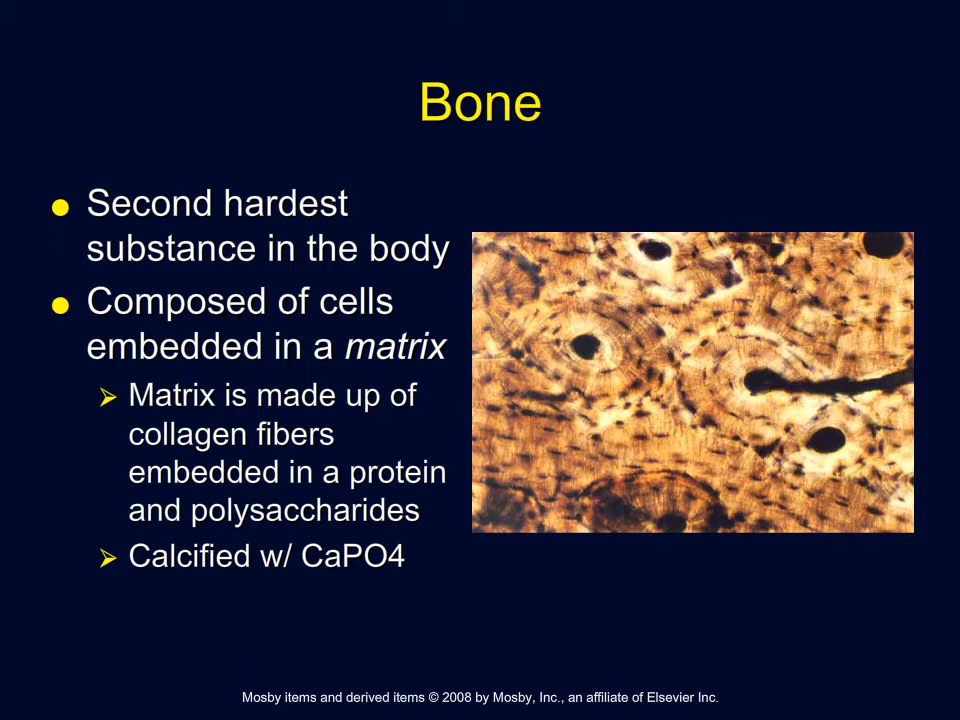 Bone
● Second hardest
substance in the body
● Composed of cells
embedded in a matrix
➢ Matrix is made up of
collagen fibers
embedded in a protein
and polysaccharides
➢ Calcified w/ CaPO4
Mosby items and derived items © 2008 by Mosby, Inc., an affiliate of Elsevier Inc.